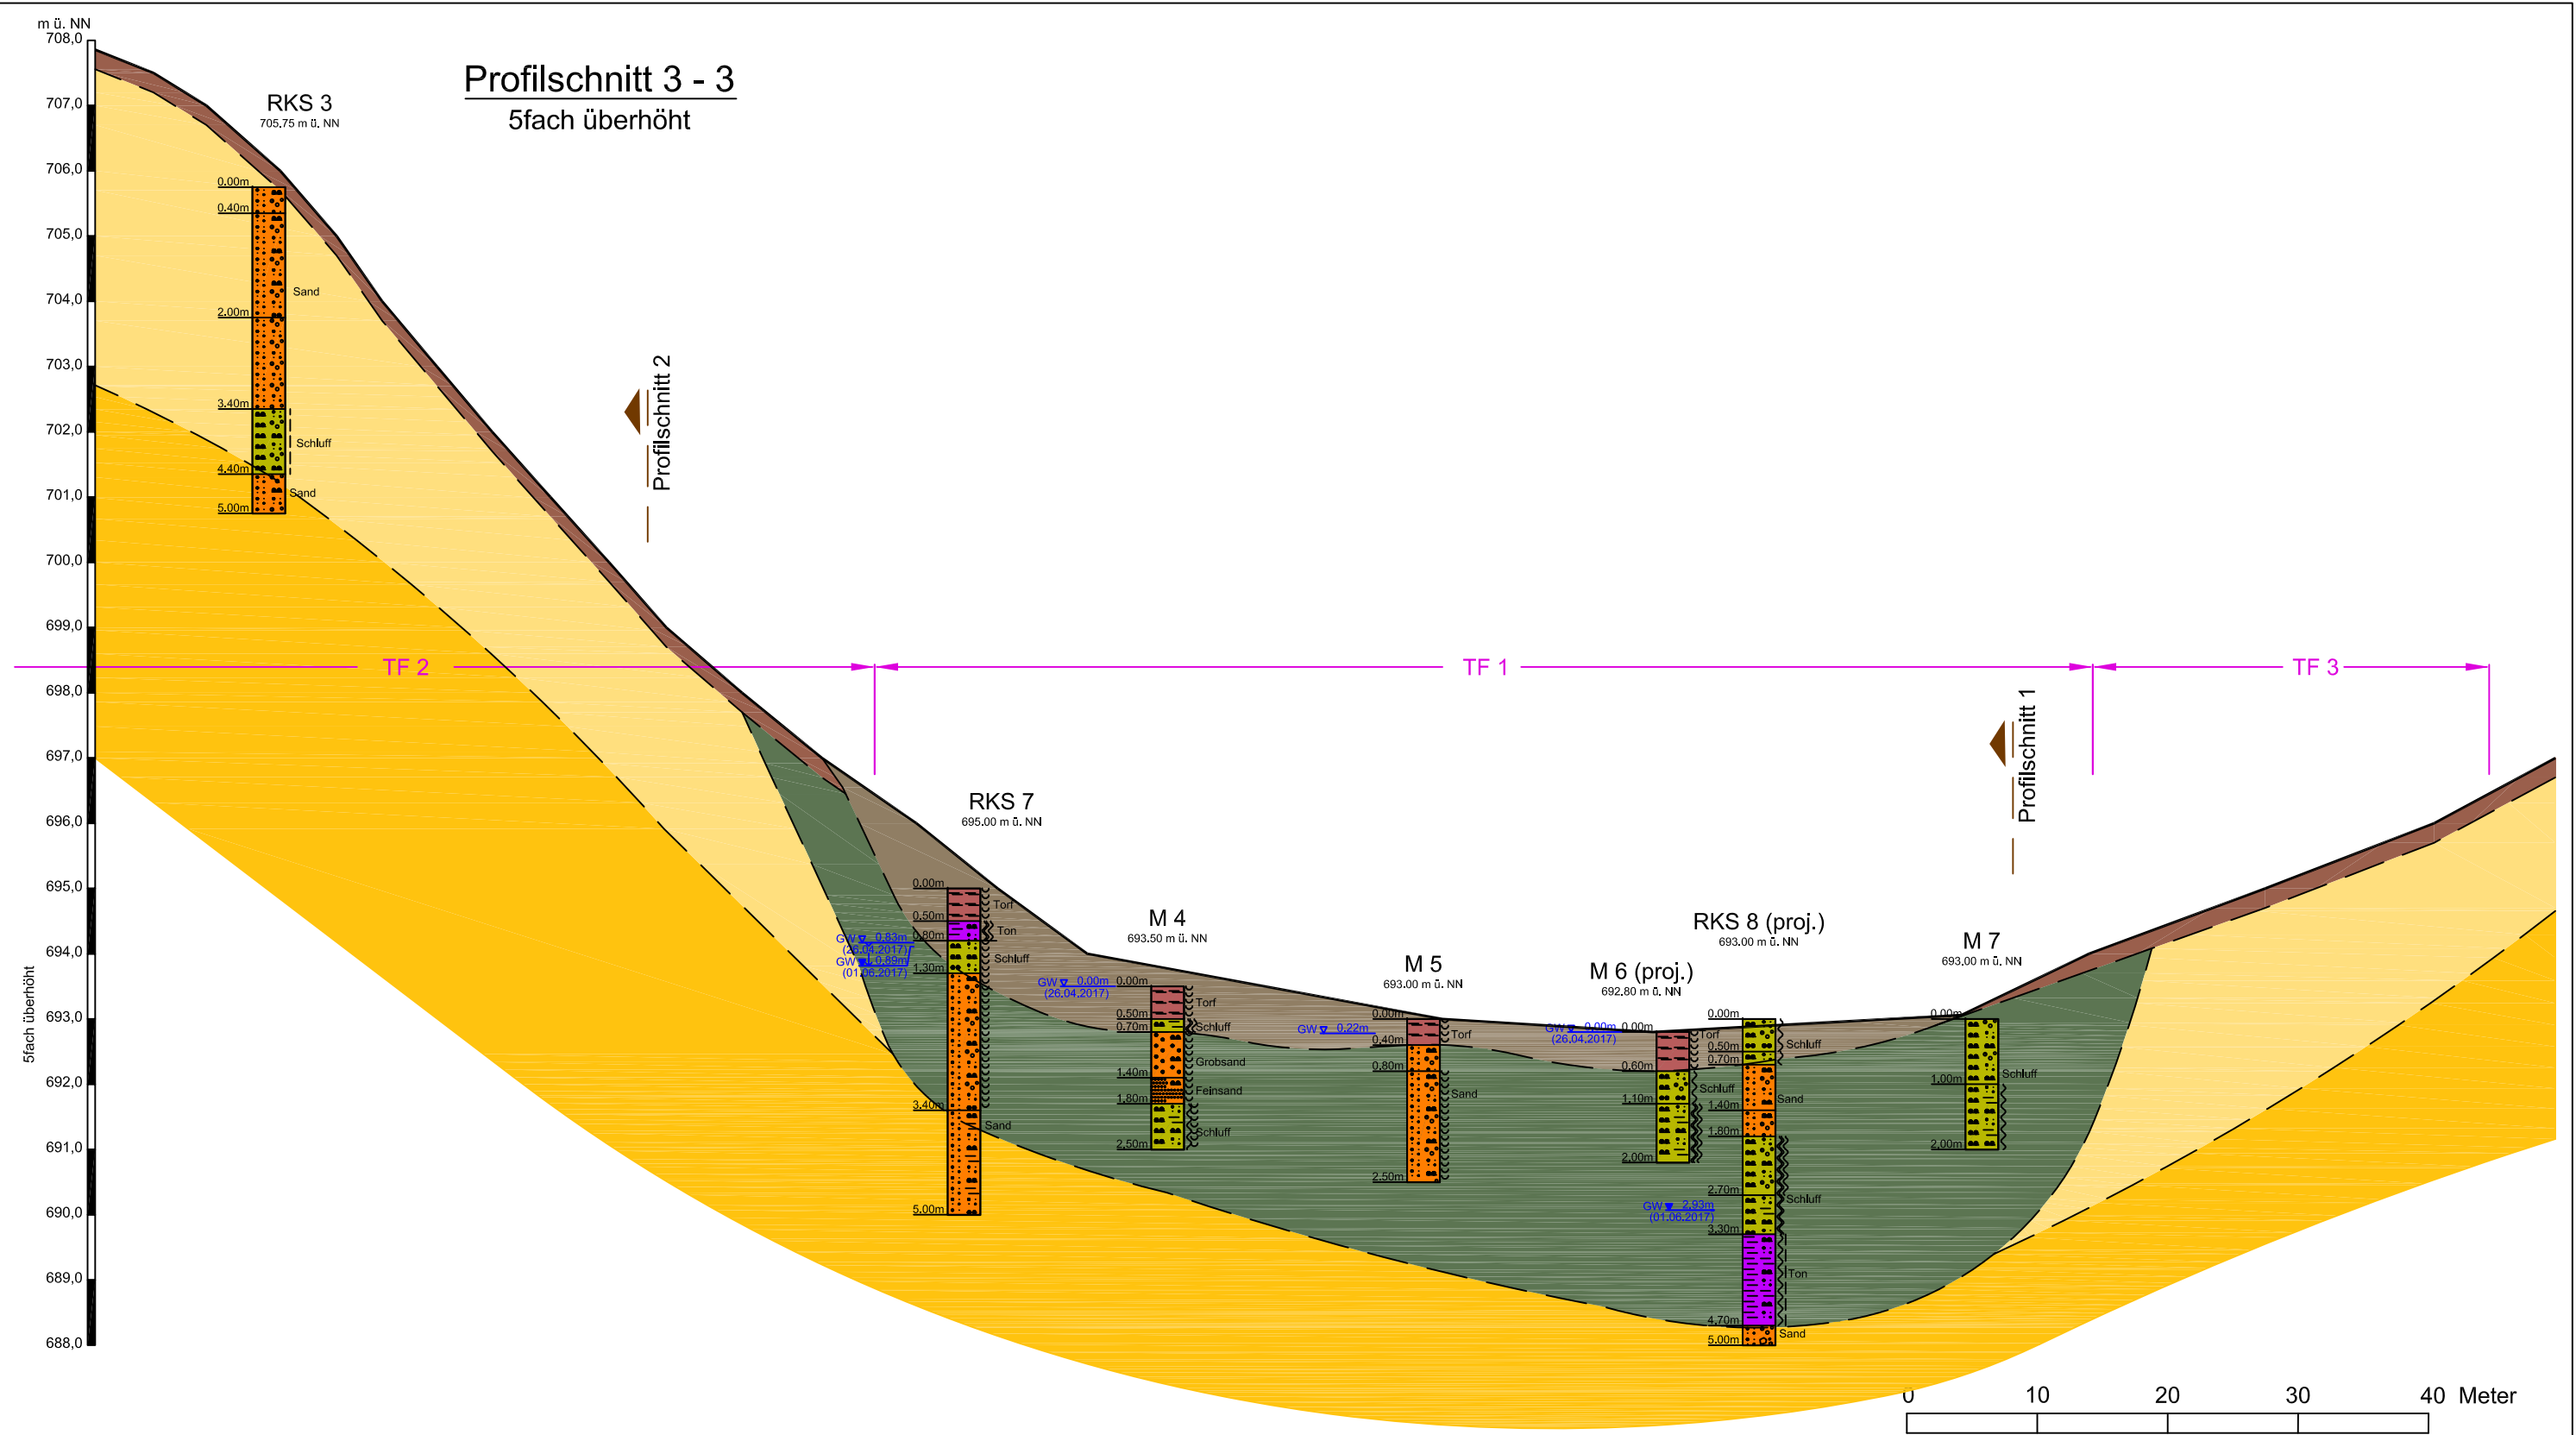 m ü. NN
708,0
707,0
706,0
705,0
704,0
703,0
702,0
701,0
700,0
699,0
698,0
697,0
696,0
695,0
694,0
693,0
692,0
691,0
690,0
689,0
688,0
5fach überhöht
Profilschnitt 3 - 3
5fach überhöht
RKS 3
705.75 m ü. NN
0.00m
0.40m
Sand
2.00m
3.40m
Schluff
4.40m
Sand
5.00m
Profilschnitt 2
TF 2
TF 1
TF 3
Profilschnitt 1
RKS 7
695.00 m ü. NN
0.00m
Torf
0.50m
Ton
0.80m
Schluff
1.30m
3.40m
Sand
5.00m
GW 0.83m
(26.04.2017)
GW 0.89m
(01.06.2017)
M 4
693.50 m ü. NN
GW 0.00m
(26.04.2017)
0.00m
Torf
0.50m
Schluff
0.70m
Grobsand
1.40m
Feinsand
1.80m
Schluff
2.50m
M 5
693.00 m ü. NN
GW 0.22m
0.00m
Torf
0.40m
0.80m
Sand
2.50m
M 6 (proj.)
692.80 m ü. NN
GW 0.00m
(26.04.2017)
0.00m
Torf
0.60m
Schluff
1.10m
2.00m
RKS 8 (proj.)
693.00 m ü. NN
0.00m
Schluff
0.50m
0.70m
Sand
1.40m
1.80m
2.70m
Schluff
GW 2.93m
(01.06.2017)
3.30m
Ton
4.70m
Sand
5.00m
M 7
693.00 m ü. NN
0.00m
Schluff
1.00m
2.00m
0 10 20 30 40 Meter